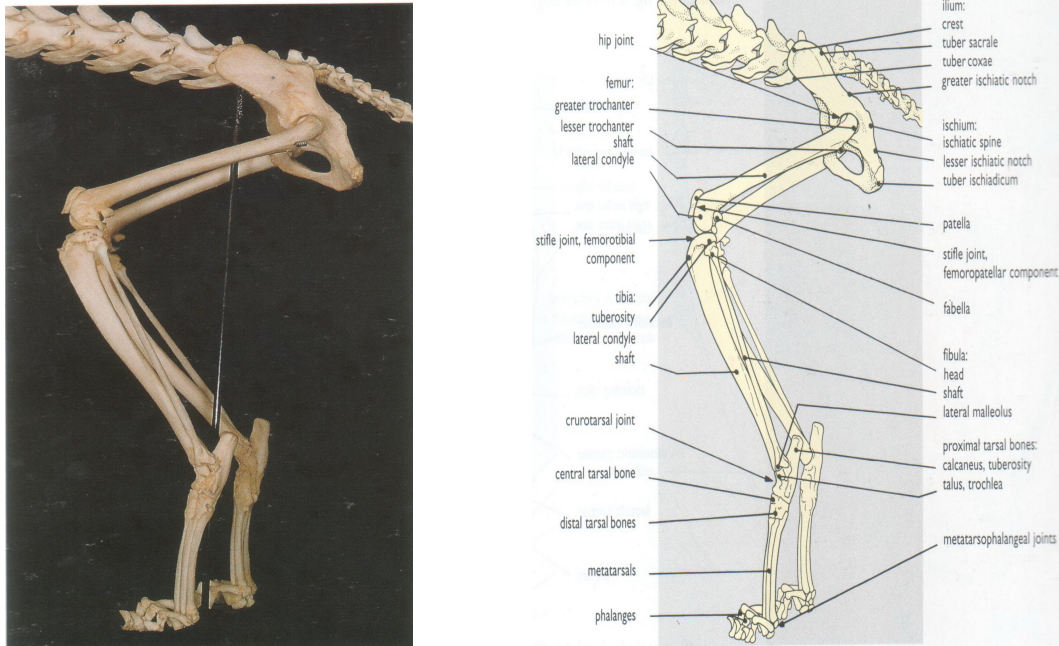 hip joint
femur:
greater trochanter
lesser trochanter
shaft
lateral condyle
stifle joint, femorotibial
component
tibia:
tuberosity
lateral condyle
shaft
crurotarsal joint
central tarsal bone
distal tarsal bones
metatarsals
phalanges
ilium:
crest
tuber sacrale
tuber coxae
greater ischiatic notch
ischium:
ischiatic spine
lesser ischiatic notch
tuber ischiadicum
patella
stifle joint,
femoropatellar component
fabella
fibula:
head
shaft
lateral malleolus
proximal tarsal bones:
calcaneus, tuberosity
talus, trochlea
metatarsophalangeal joints